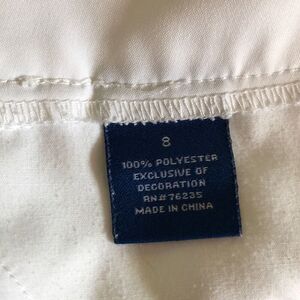 8
100% POLYESTER
EXCLUSIVE OF
DECORATION
RN# 76235
MADE IN CHINA